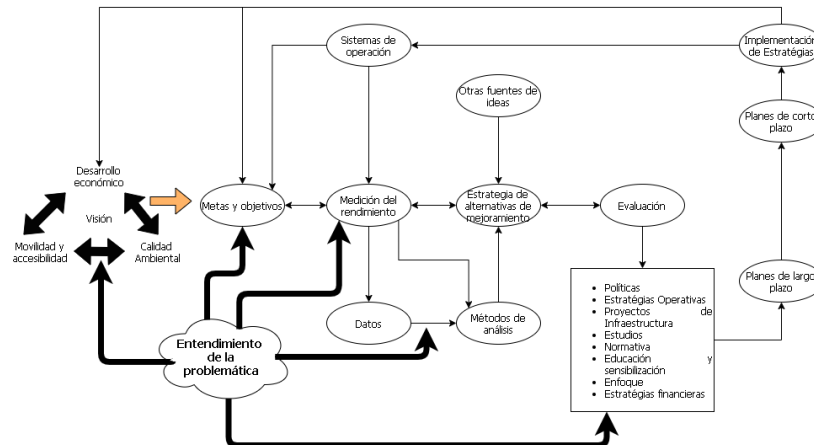 Sistemas de
operación
Implementación
de Estratégias
Otras fuentes de
ideas
Planes de corto
plazo
Desarrollo
económico
Visión
Movilidad y
accesibilidad
Calidad
Ambiental
Metas y objetivos
Medición del
rendimiento
Estrategia de
alternativas de
mejoramiento
Evaluación
Planes de largo
plazo
Datos
Métodos de
análisis
Entendimiento
de la
problemática
• Políticas
• Estratégias Operativas
• Proyectos de
Infraestructura
• Estudios
• Normativa
• Educación y
sensibilización
• Enfoque
• Estratégias financieras